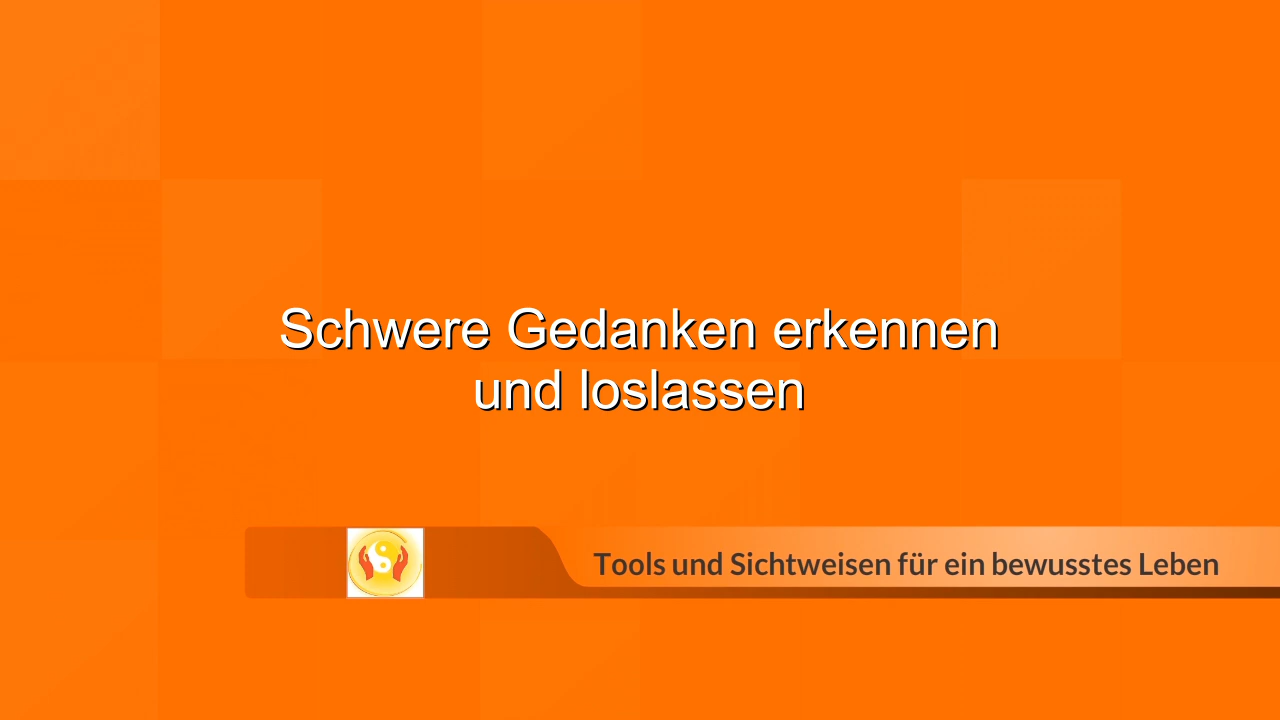 Schwere Gedanken erkennen
und loslassen
Tools und Sichtweisen für ein bewusstes Leben